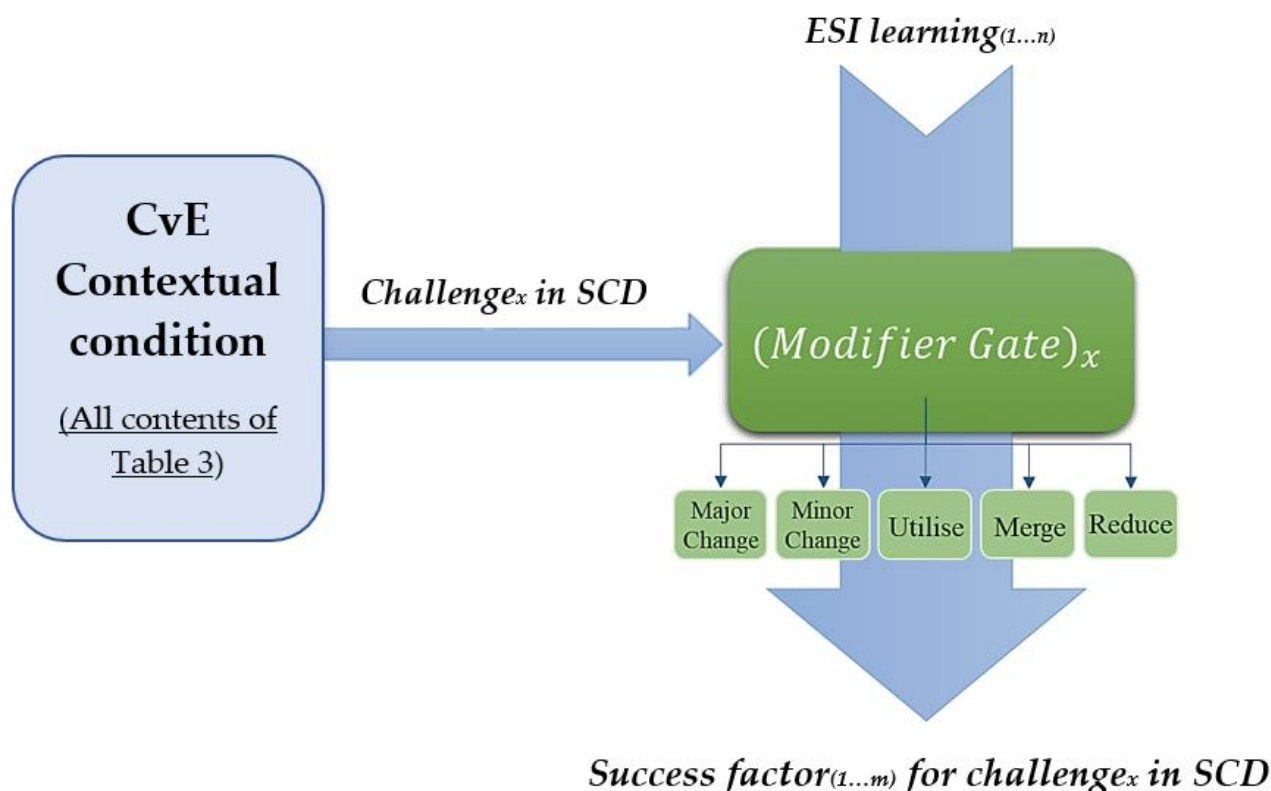 ESI learning(1...n)
CvE
Contextual
condition
(All contents of
Table 3)
Challengex in SCD
(Modifier Gate)x
Major
Change
Minor
Change
Utilise
Merge
Reduce
Success factor(1...m) for challengex in SCD